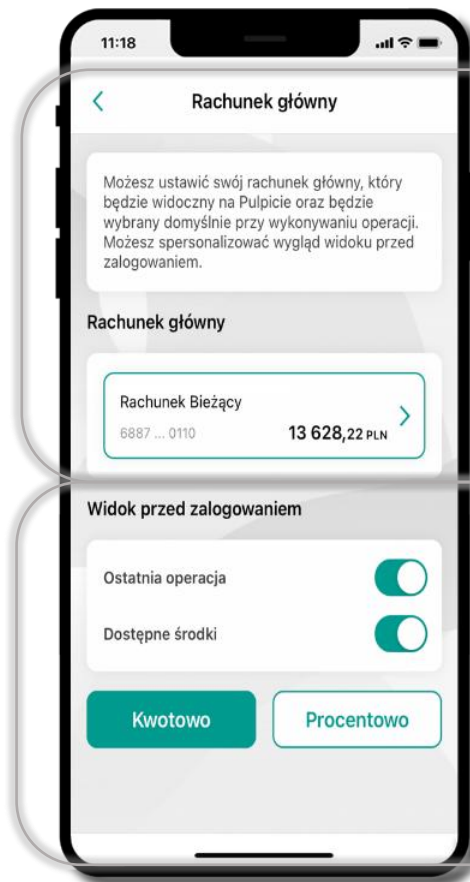 11:18
Rachunek główny
Możesz ustawić swój rachunek główny, który
będzie widoczny na Pulpicie oraz będzie
wybrany domyślnie przy wykonywaniu operacji.
Możesz spersonalizować wygląd widoku przed
zalogowaniem.
Rachunek główny
Rachunek Bieżący
6887 ... 0110 13 628,22 PLN
Widok przed zalogowaniem
Ostatnia operacja
Dostępne środki
Kwotowo Procentowo